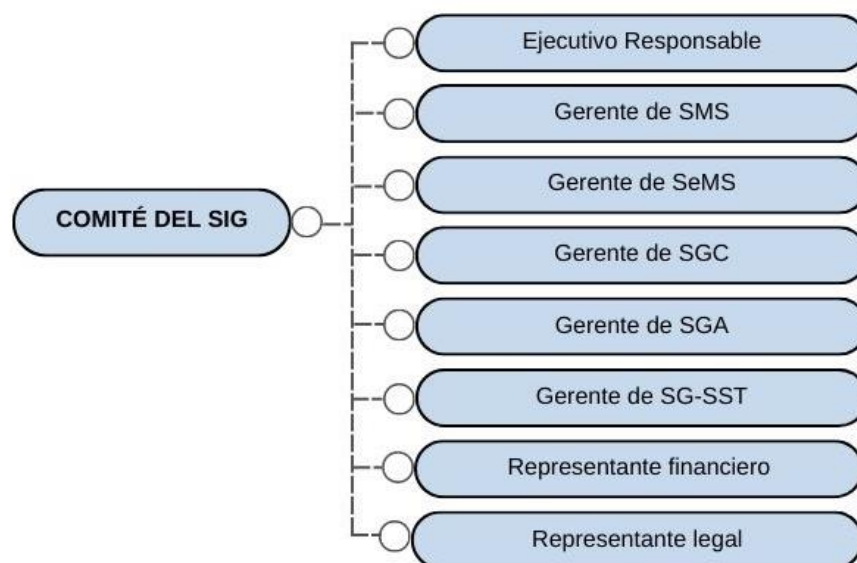 Ejecutivo Responsable
Gerente de SMS
Gerente de SeMS
COMITÉ DEL SIG
Gerente de SGC
Gerente de SGA
Gerente de SG-SST
Representante financiero
Representante legal